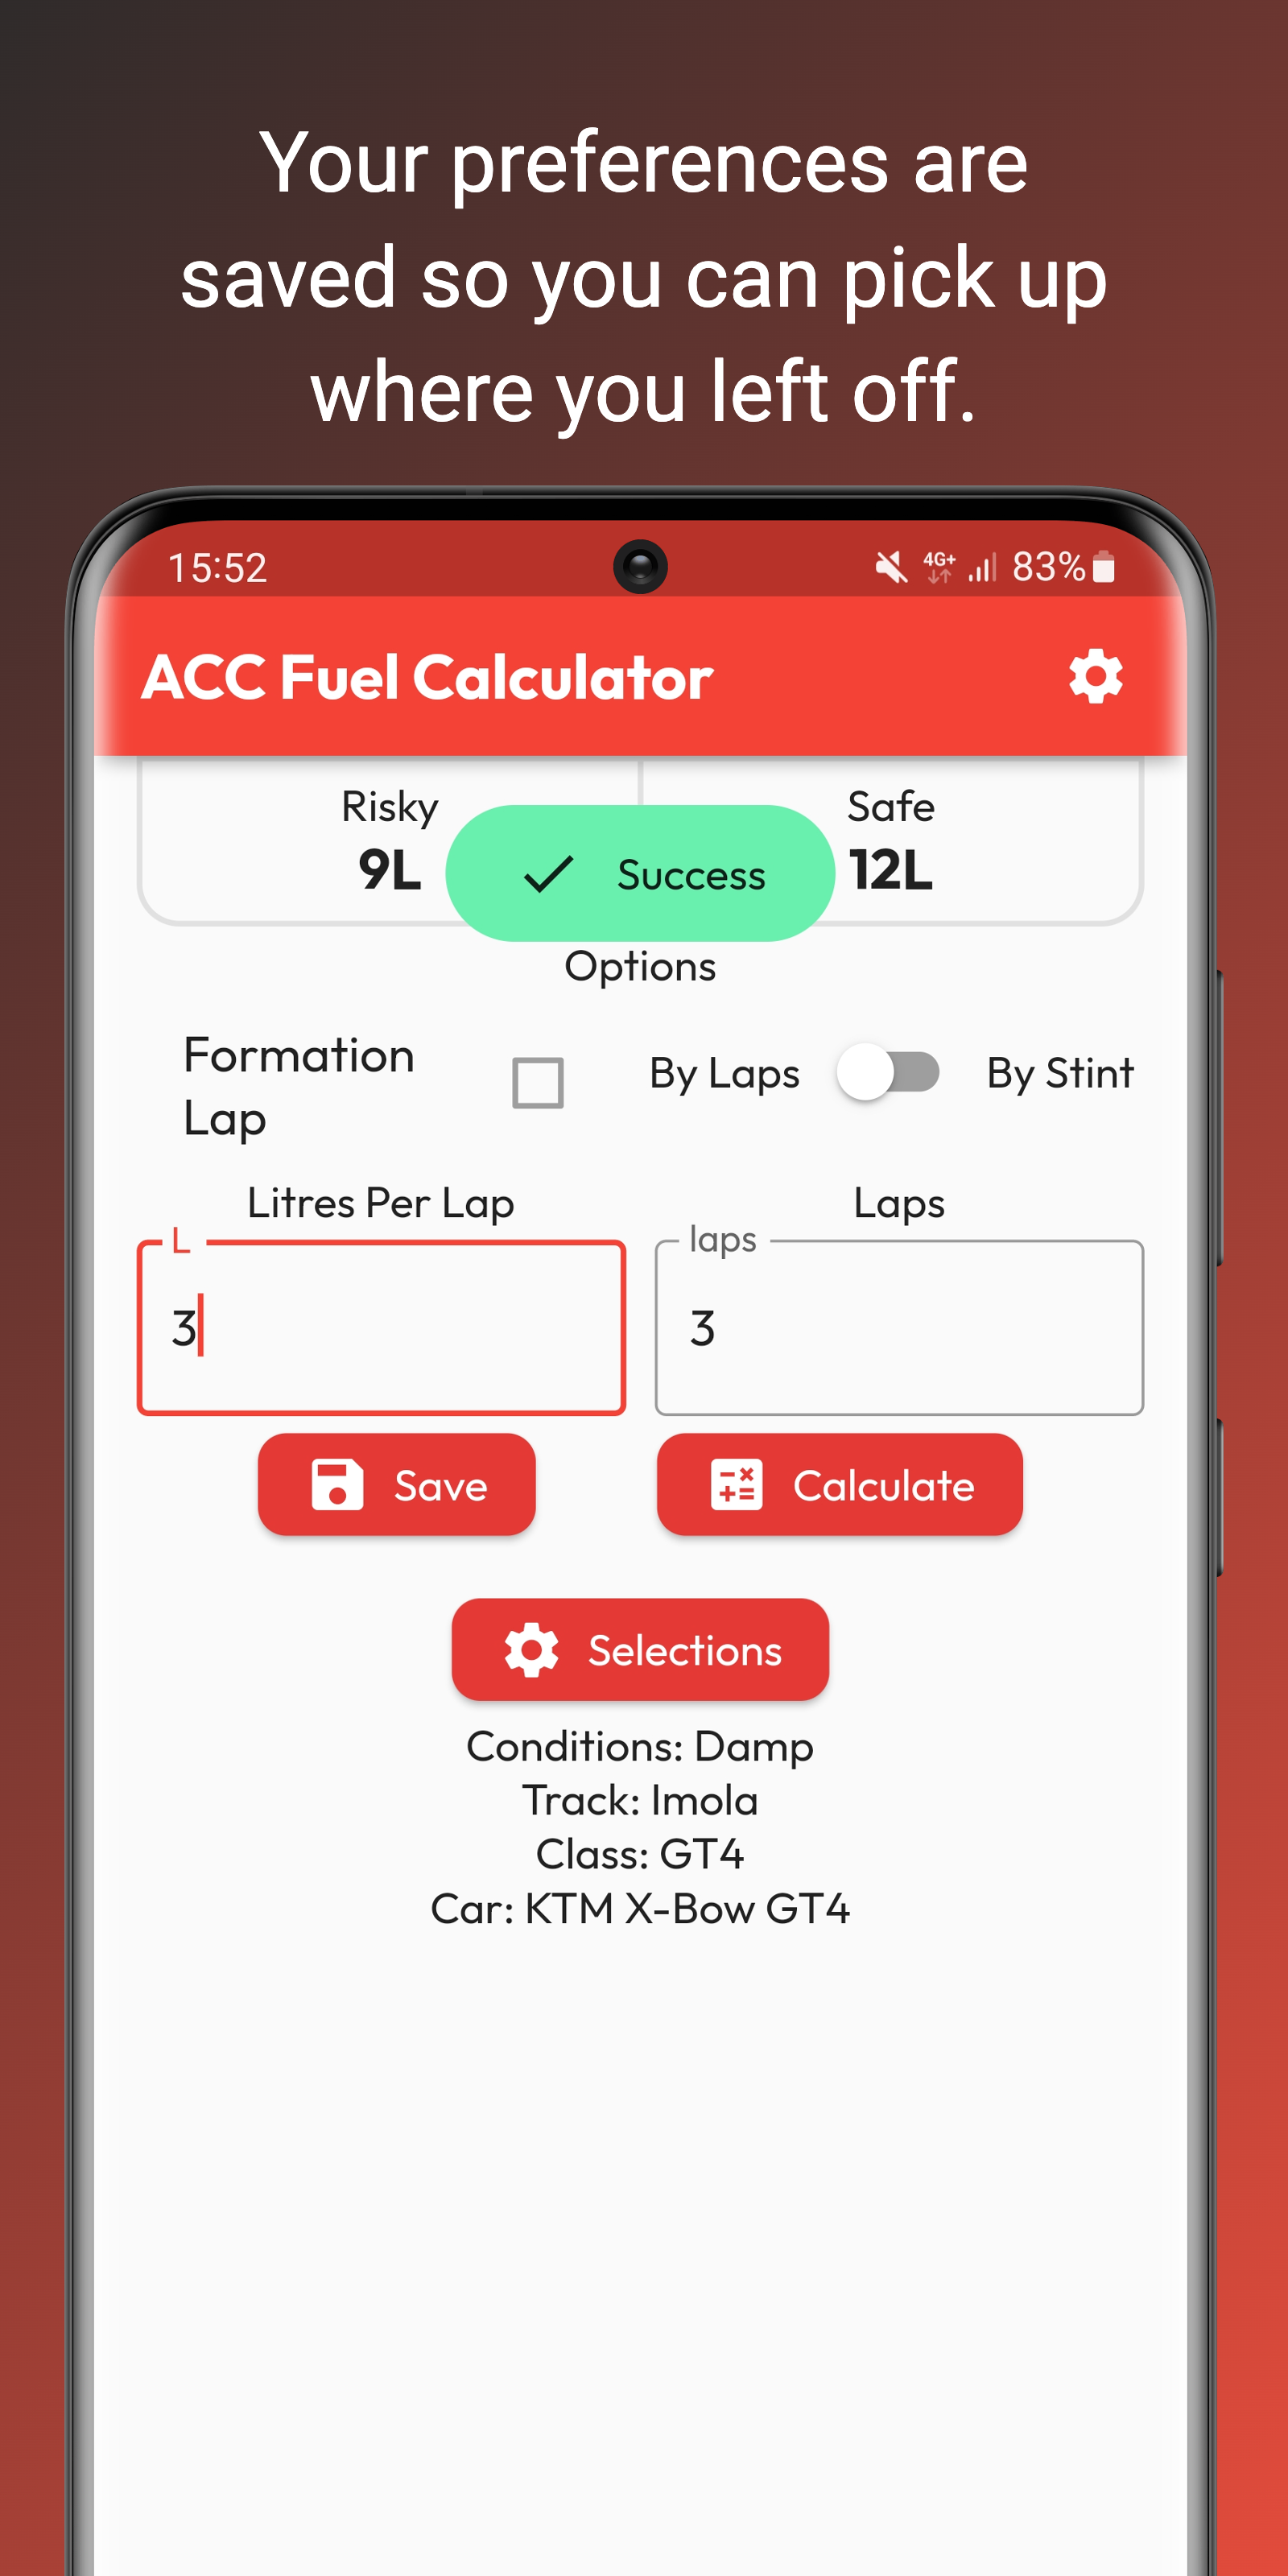 Your preferences are
saved so you can pick up
where you left off.
15:52
4G+
83%
ACC Fuel Calculator
Risky
Safe
9L
Success
12L
Options
Formation
Lap
By Laps
By Stint
Litres Per Lap
Laps
L
laps
3
3
Save
Calculate
Selections
Conditions: Damp
Track: Imola
Class: GT4
Car: KTM X-Bow GT4